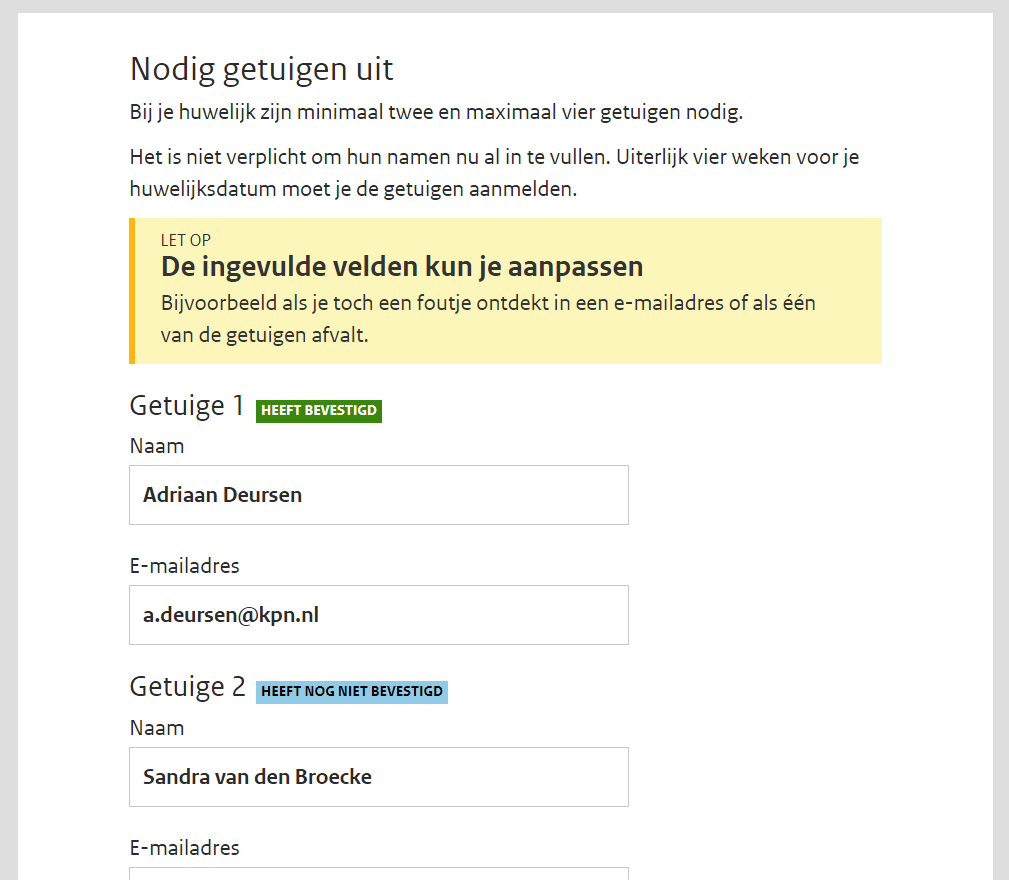 Nodig getuigen uit
Bij je huwelijk zijn minimaal twee en maximaal vier getuigen nodig.
Het is niet verplicht om hun namen nu al in te vullen. Uiterlijk vier weken voor je
huwelijksdatum moet je de getuigen aanmelden.
LET OP
De ingevulde velden kun je aanpassen
Bijvoorbeeld als je toch een foutje ontdekt in een e-mailadres of als één
van de getuigen afvalt.
Getuige 1 HEEFT BEVESTIGD
Naam
Adriaan Deursen
E-mailadres
a.deursen@kpn.nl
Getuige 2 HEEFT NOG NIET BEVESTIGD
Naam
Sandra van den Broecke
E-mailadres